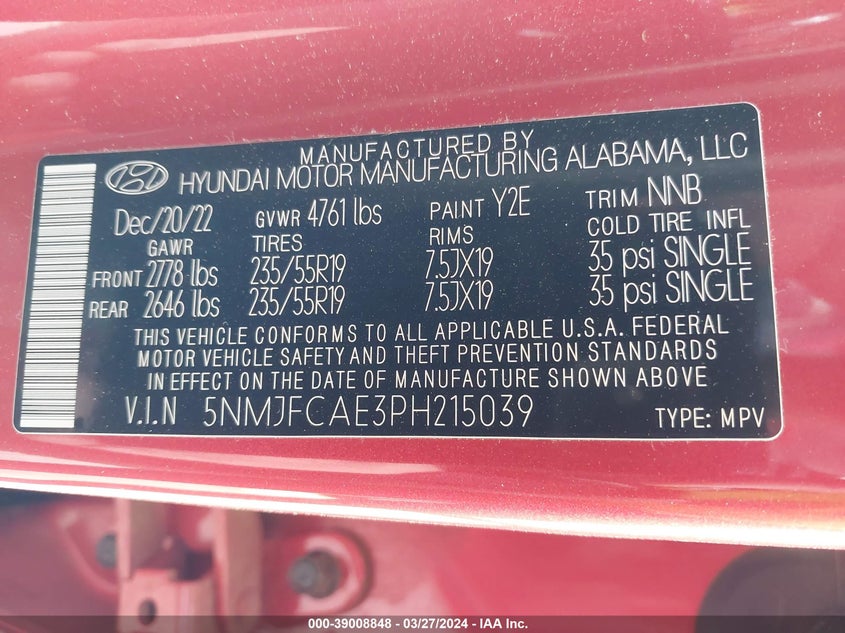 MANUFACTURED BY
HYUNDAI MOTOR MANUFACTURING ALABAMA, LLC
Dec/20/22 GVWR 4761 lbs PAINT Y2E TRIM NNB
GAWR TIRES RIMS COLD TIRE INFL
FRONT 2778 lbs 235/55R19 7.5JX19 35 psi SINGLE
REAR 2646 lbs 235/55R19 7.5JX19 35 psi SINGLE
THIS VEHICLE CONFORMS TO ALL APPLICABLE U.S.A. FEDERAL
MOTOR VEHICLE SAFETY AND THEFT PREVENTION STANDARDS
IN EFFECT ON THE DATE OF MANUFACTURE SHOWN ABOVE
V.I.N 5NMJFCAE3PH215039 TYPE: MPV
000-39008848 - 03/27/2024 - © IAA Inc.